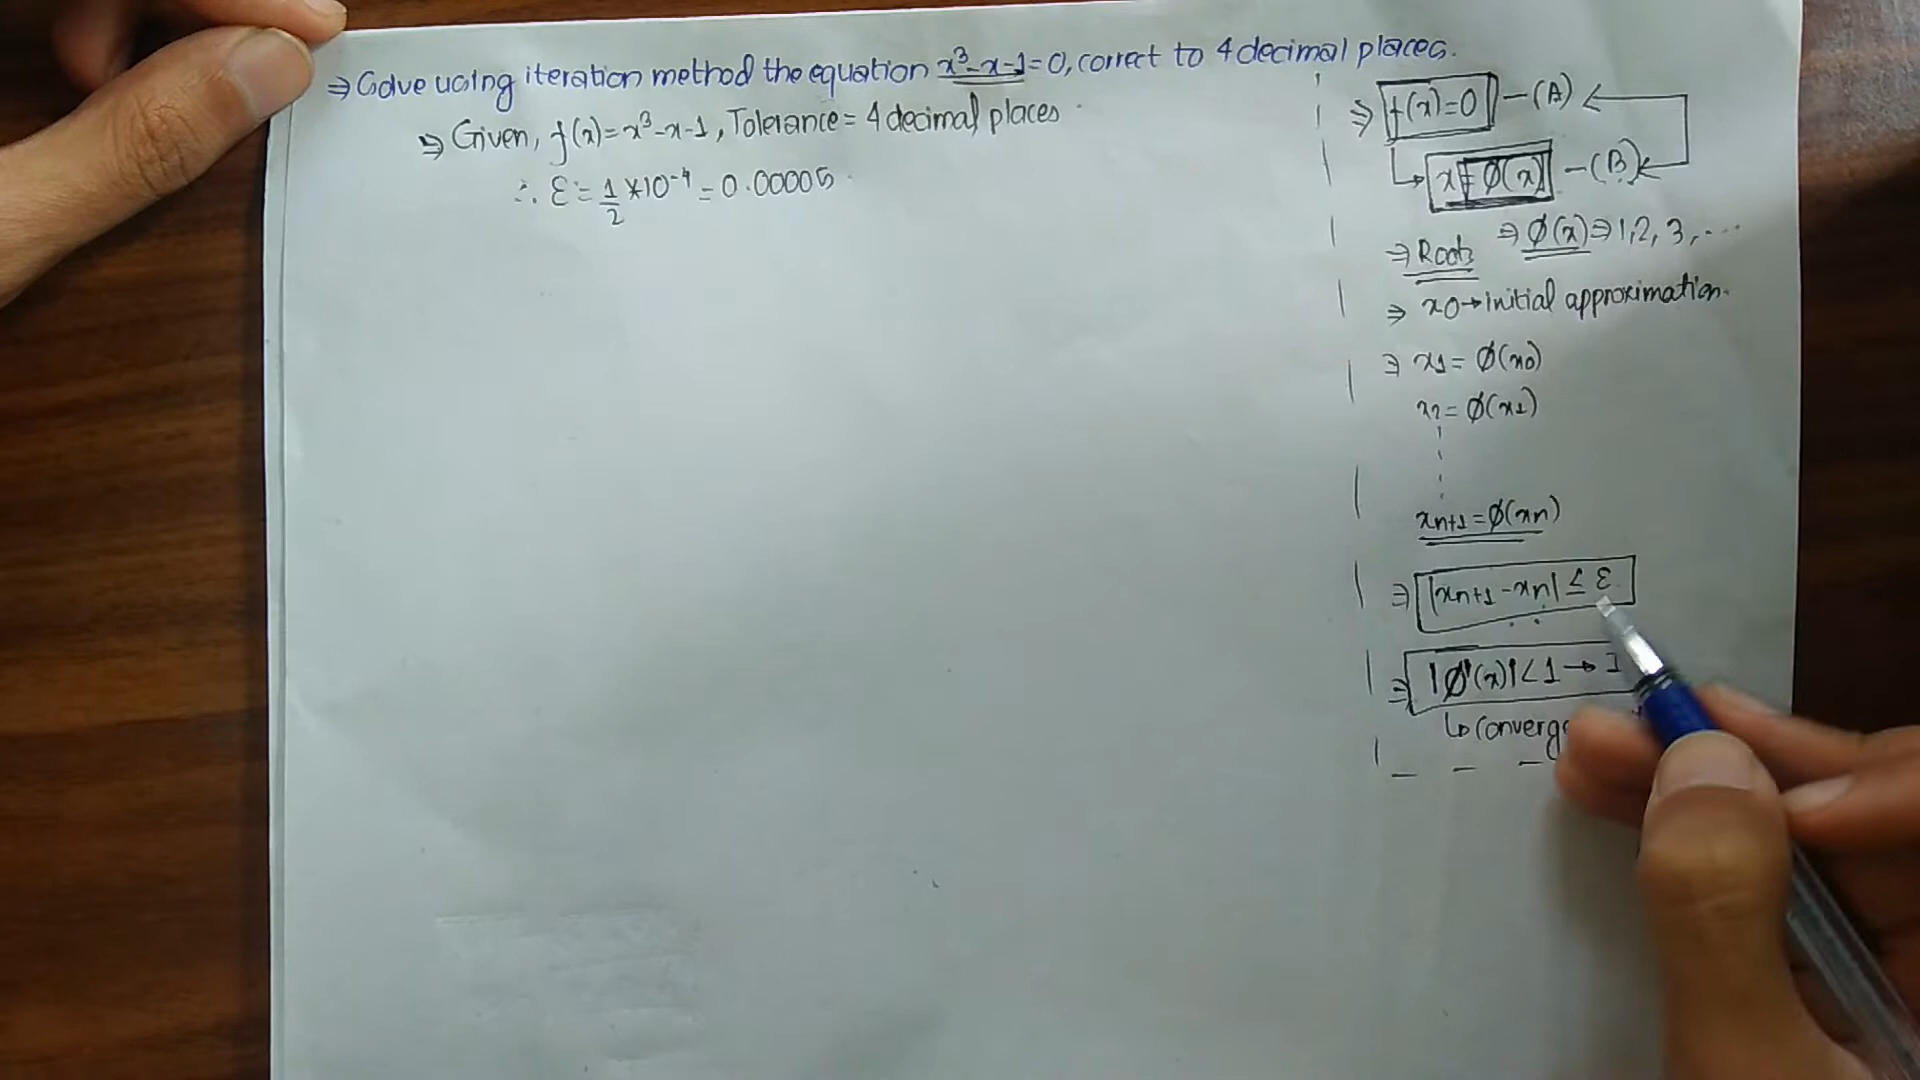 ⇒ Solve using iteration method the equation x³-x-1=0, correct to 4 decimal places.
⇒ Given, f(x)=x³-x-1, Tolerance = 4 decimal places
∴ ε = 1/2 *10⁻⁴ = 0.00005
⇒ f(x)=0 -(A)
x = φ(x) -(B)
⇒ φ(x) ⇒ 1, 2, 3, ...
⇒ Roots
⇒ x0→initial approximation.
⇒ x1 = φ(x0)
x2 = φ(x1)
xn+1 = φ(xn)
⇒ |xn+1 - xn| ≤ ε
⇒ |φ'(x)| < 1 → I
↳ converge